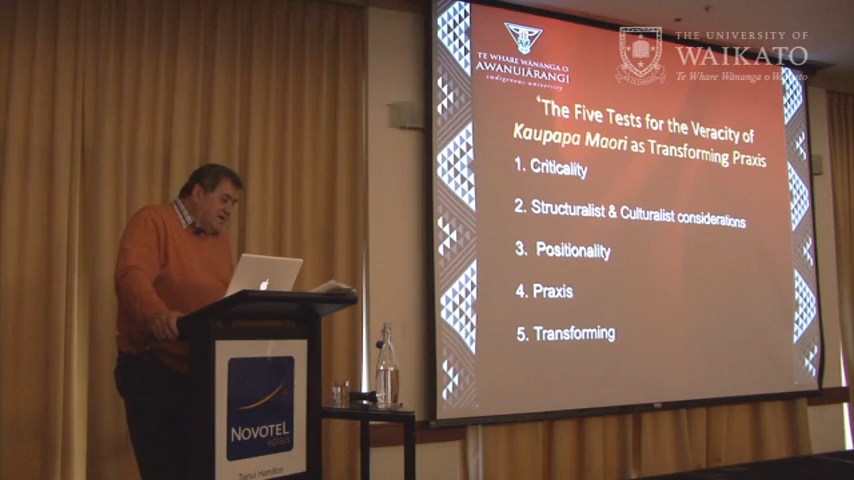 THE UNIVERSITY OF
WAIKATO
Te Whare Wānanga o Waikato
TE WHARE WĀNANGA O
AWANUIĀRANGI
indigenous-university
‘The Five Tests for the Veracity of
Kaupapa Maori as Transforming Praxis
1. Criticality
2. Structuralist & Culturalist considerations
3. Positionality
4. Praxis
5. Transforming
NOVOTEL
HOTELS
Tainui Hamilton